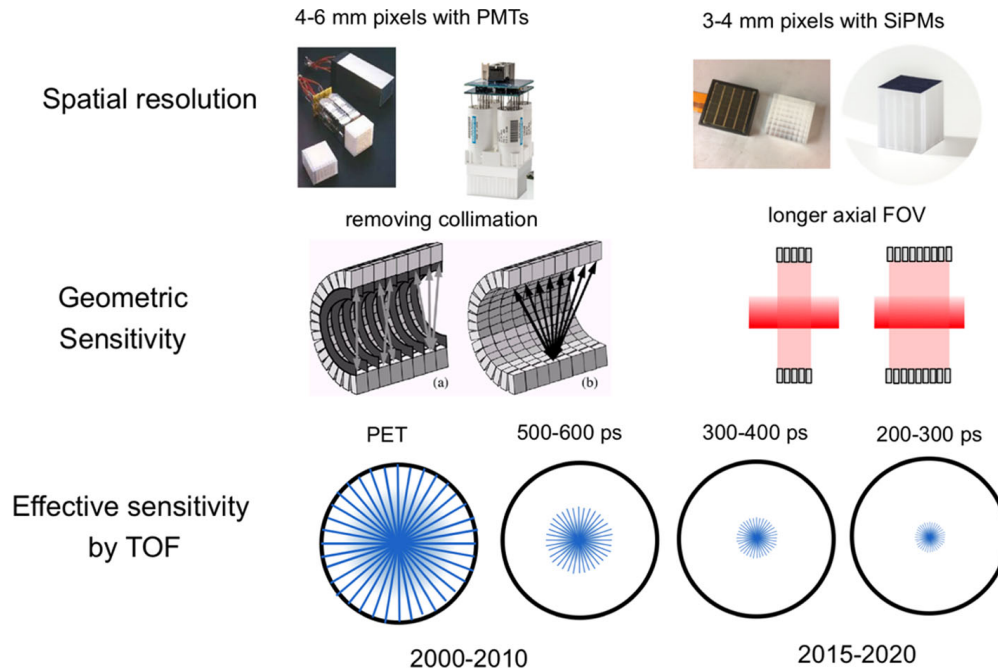 4-6 mm pixels with PMTs
3-4 mm pixels with SiPMs
Spatial resolution
removing collimation
longer axial FOV
Geometric
Sensitivity
(a)
(b)
PET
500-600 ps
300-400 ps
200-300 ps
Effective sensitivity
by TOF
2000-2010
2015-2020